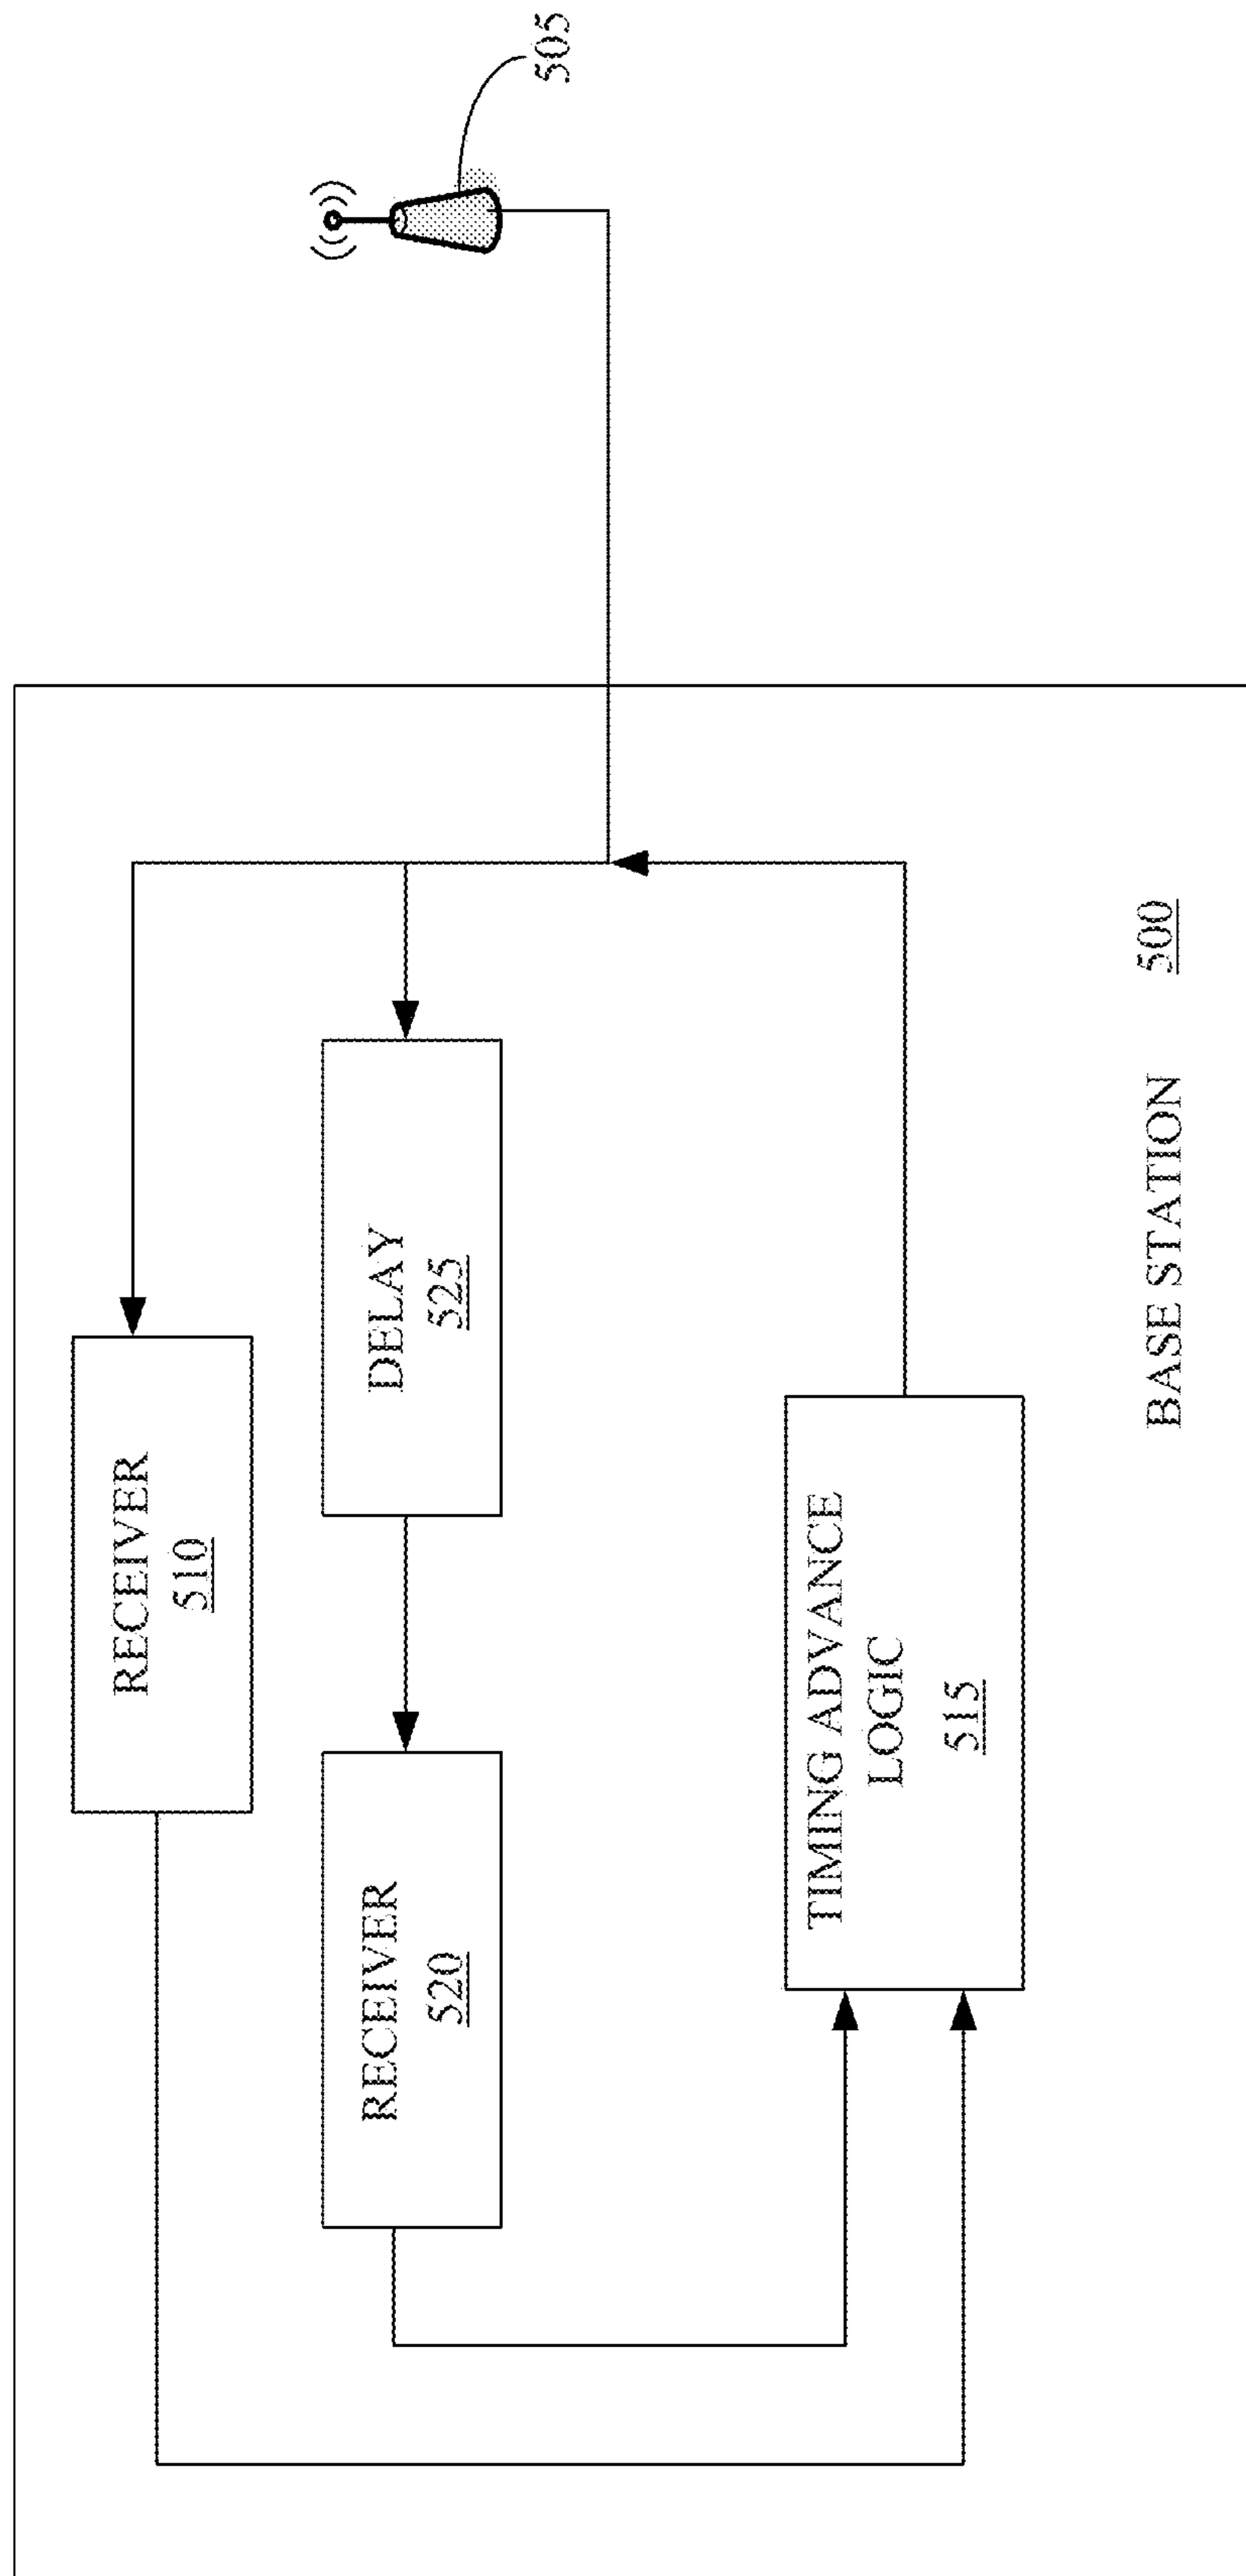 RECEIVER
510
RECEIVER
520
DELAY
525
TIMING ADVANCE
LOGIC
515
BASE STATION 500
505